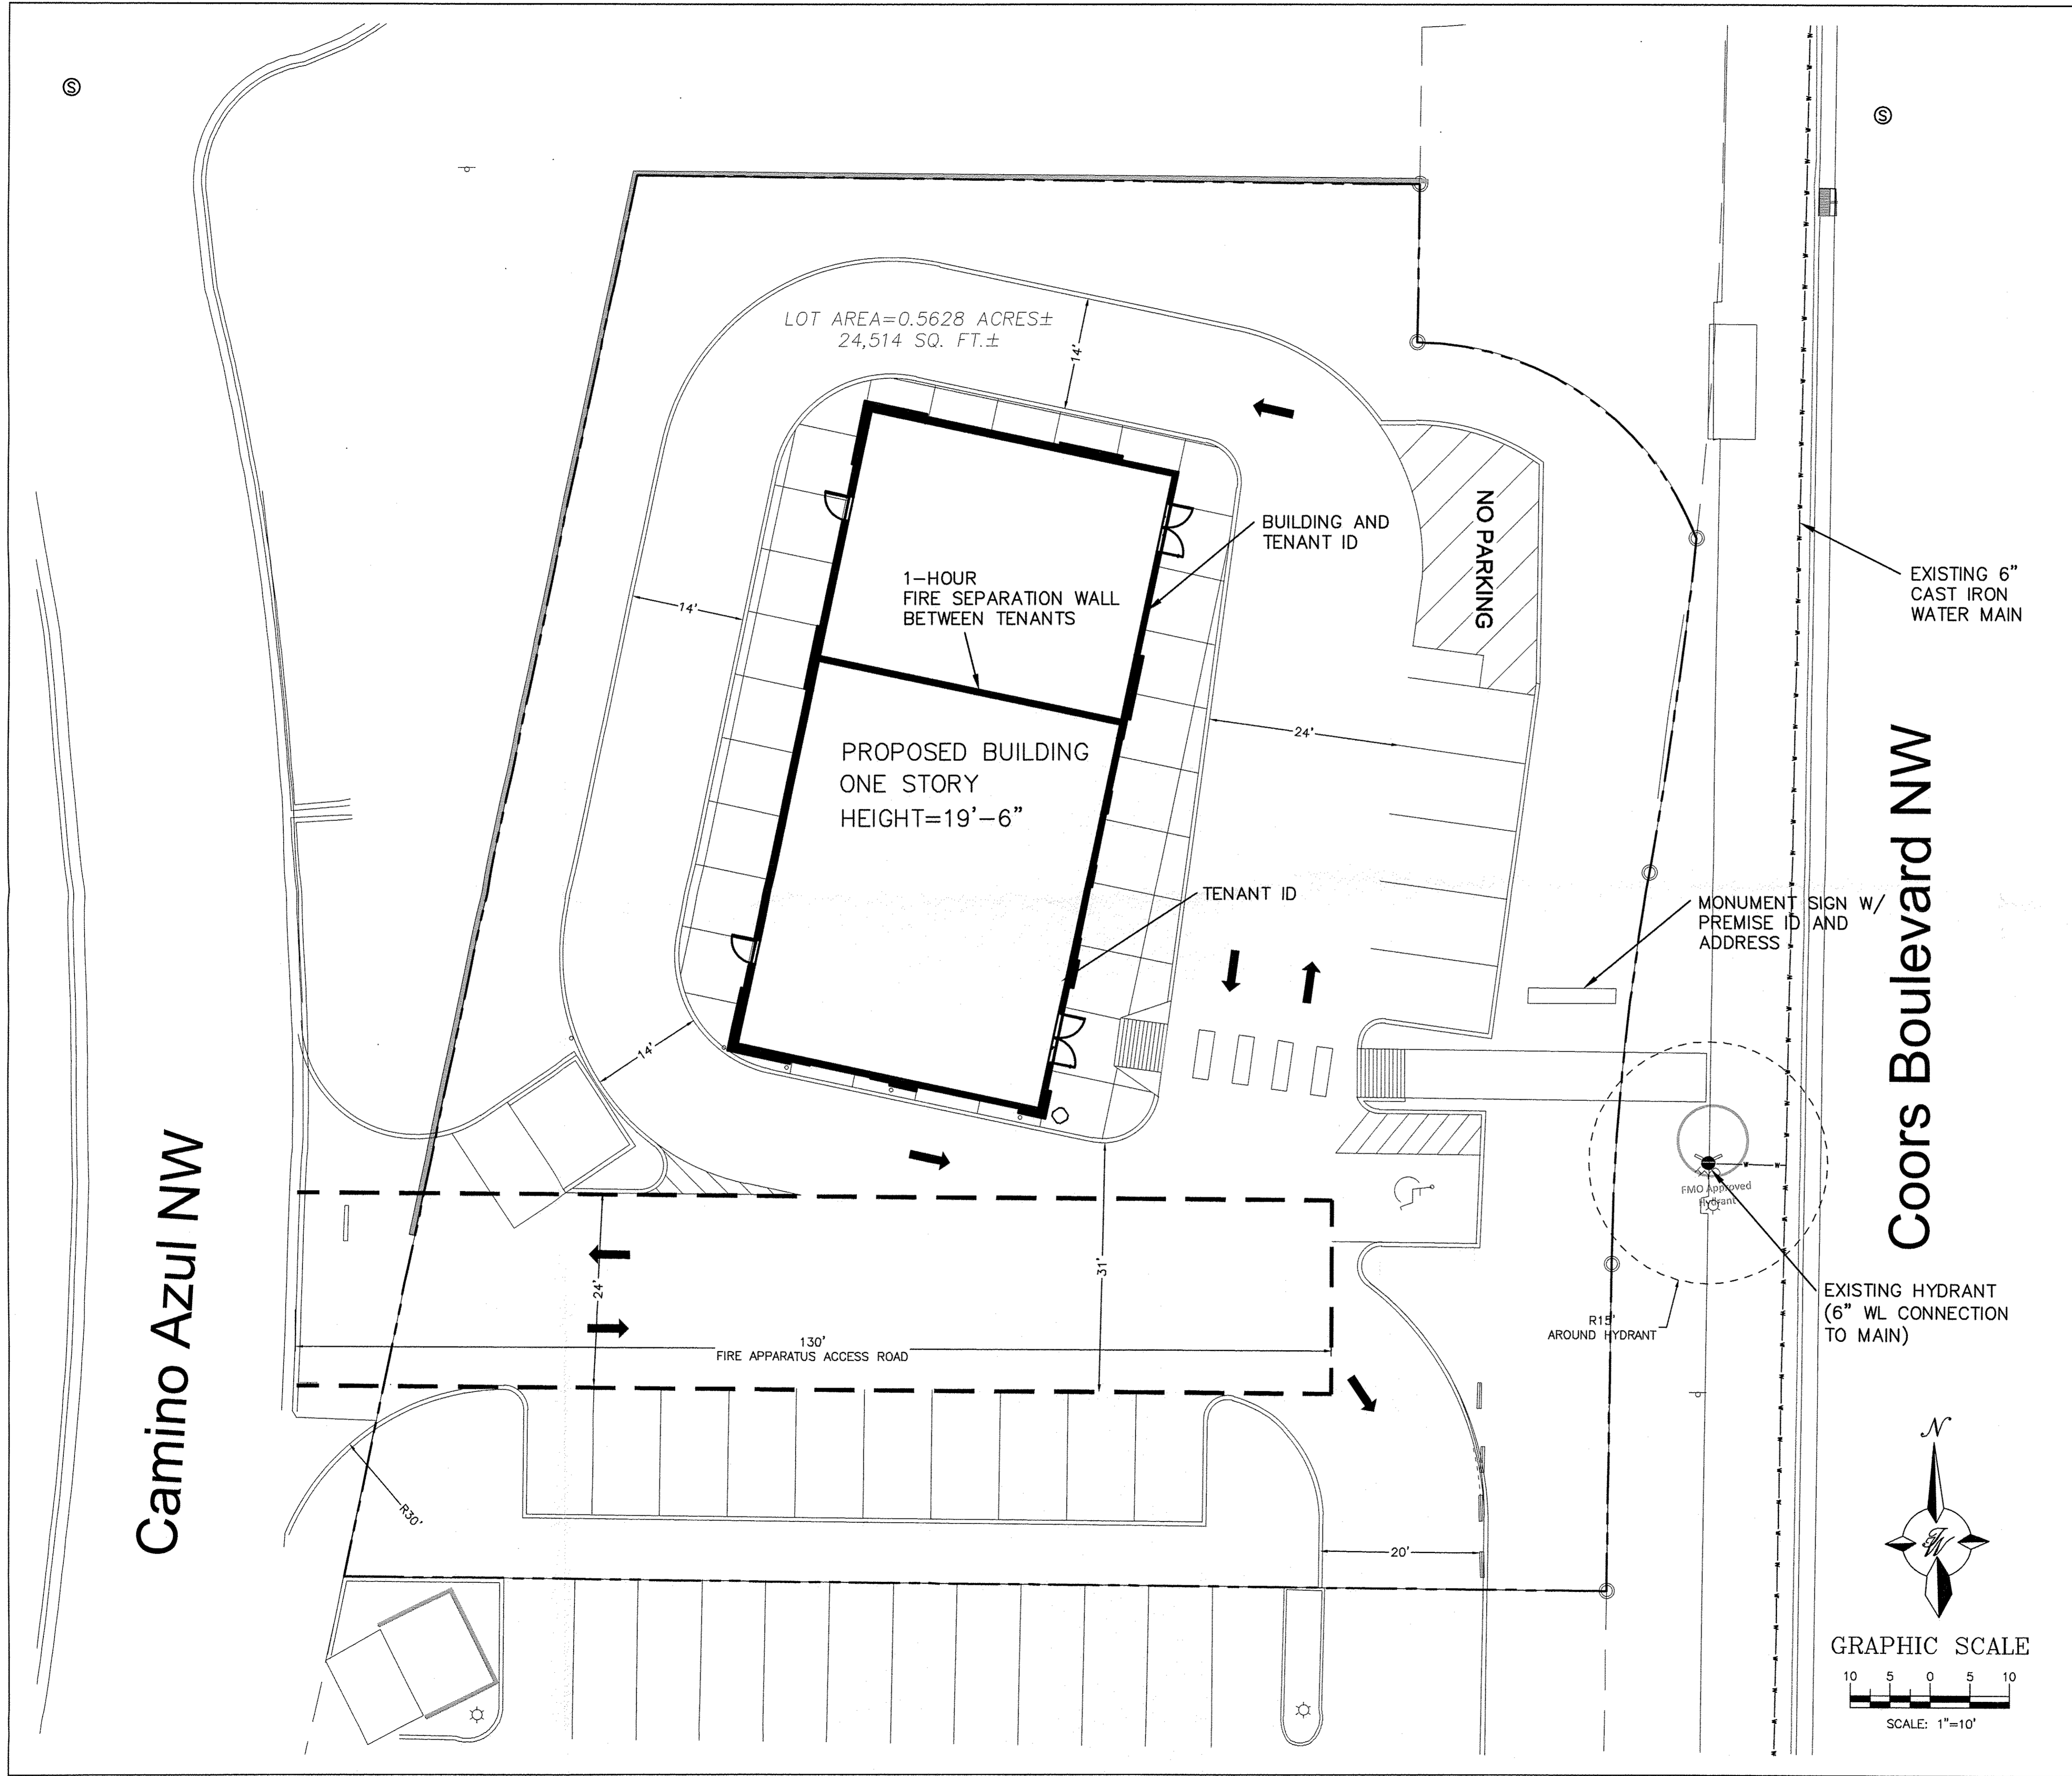 Ⓢ
Ⓢ
LOT AREA=0.5628 ACRES±
24,514 SQ. FT.±
14'
BUILDING AND
TENANT ID
NO PARKING
EXISTING 6"
CAST IRON
WATER MAIN
1-HOUR
FIRE SEPARATION WALL
BETWEEN TENANTS
14'
24'
PROPOSED BUILDING
ONE STORY
HEIGHT=19'-6"
TENANT ID
MONUMENT SIGN W/
PREMISE ID AND
ADDRESS
Coors Boulevard NW
14'
Camino Azul NW
FMO Approved
Hydrant
24'
31'
EXISTING HYDRANT
(6" WL CONNECTION
TO MAIN)
R15'
AROUND HYDRANT
130'
FIRE APPARATUS ACCESS ROAD
R30'
20'
N
GRAPHIC SCALE
10 5 0 5 10
SCALE: 1"=10'